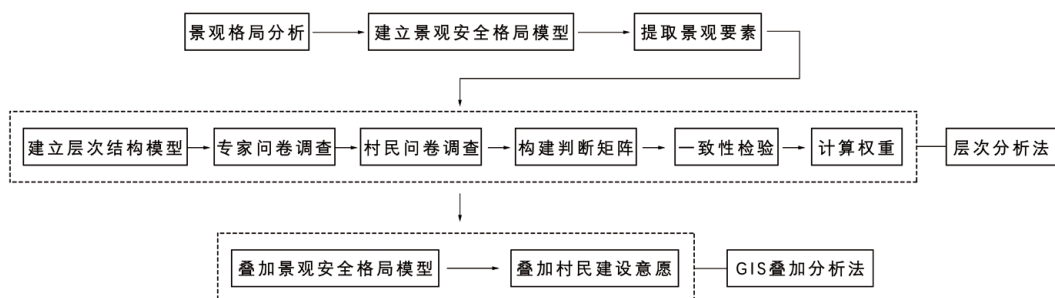 景观格局分析
建立景观安全格局模型
提取景观要素
建立层次结构模型
专家问卷调查
村民问卷调查
构建判断矩阵
一致性检验
计算权重
层次分析法
叠加景观安全格局模型
叠加村民建设意愿
GIS叠加分析法